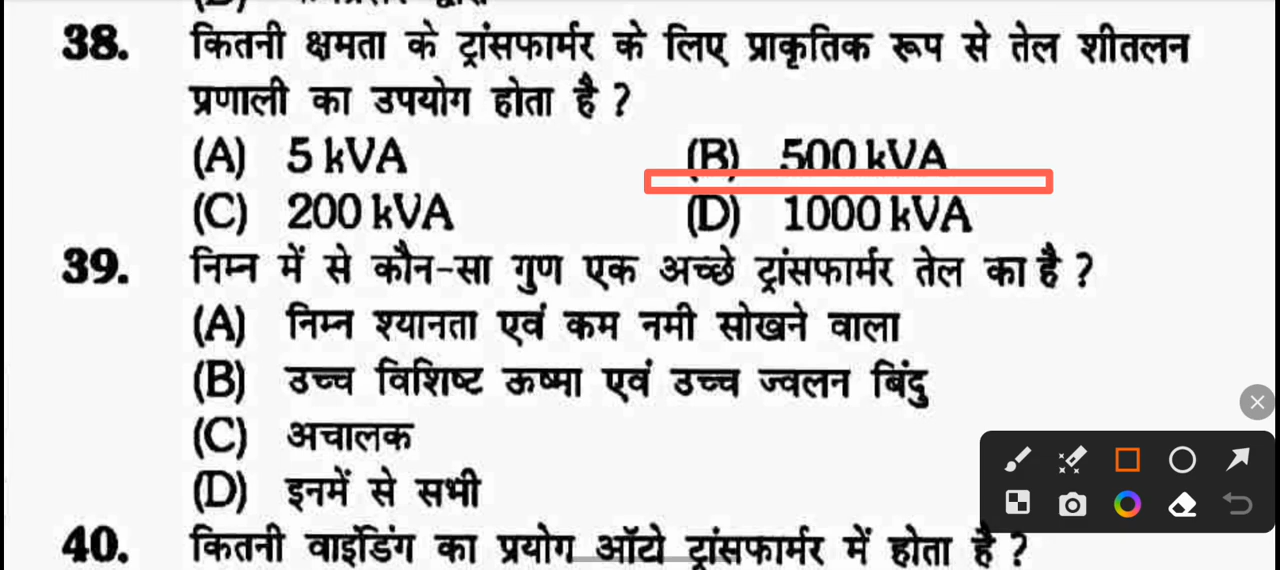 38. कितनी क्षमता के ट्रांसफार्मर के लिए प्राकृतिक रूप से तेल शीतलन
प्रणाली का उपयोग होता है ?
(A) 5 kVA (B) 500 kVA
(C) 200 kVA (D) 1000 kVA
39. निम्न में से कौन-सा गुण एक अच्छे ट्रांसफार्मर तेल का है ?
(A) निम्न श्यानता एवं कम नमी सोखने वाला
(B) उच्च विशिष्ट ऊष्मा एवं उच्च ज्वलन बिंदु
(C) अचालक
(D) इनमें से सभी
40. कितनी वाइंडिंग का प्रयोग ऑटो ट्रांसफार्मर में होता है ?